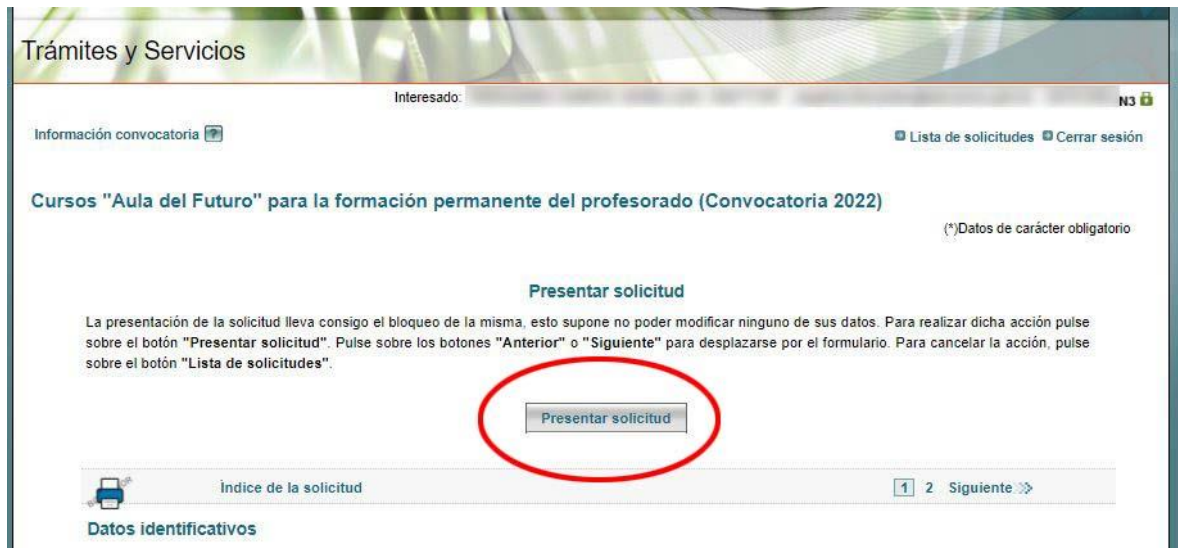 Trámites y Servicios
Interesado:
N3
Información convocatoria
Lista de solicitudes Cerrar sesión
Cursos "Aula del Futuro" para la formación permanente del profesorado (Convocatoria 2022)
(*)Datos de carácter obligatorio
Presentar solicitud
La presentación de la solicitud lleva consigo el bloqueo de la misma, esto supone no poder modificar ninguno de sus datos. Para realizar dicha acción pulse
sobre el botón "Presentar solicitud". Pulse sobre los botones "Anterior" o "Siguiente" para desplazarse por el formulario. Para cancelar la acción, pulse
sobre el botón "Lista de solicitudes".
Presentar solicitud
Índice de la solicitud
1 2 Siguiente
Datos identificativos